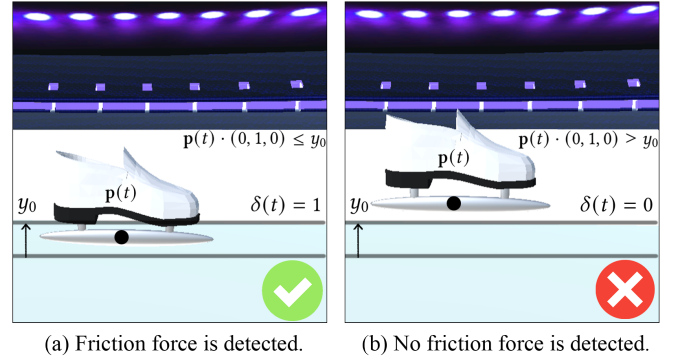 𝐩(𝑡) · (0, 1, 0) ≤ 𝑦₀
𝐩(𝑡)
𝑦₀
𝛿(𝑡) = 1
(a) Friction force is detected.
𝐩(𝑡) · (0, 1, 0) > 𝑦₀
𝐩(𝑡)
𝑦₀
𝛿(𝑡) = 0
(b) No friction force is detected.